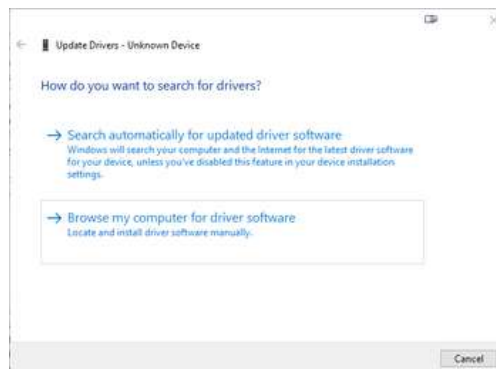 Update Drivers - Unknown Device
How do you want to search for drivers?
Search automatically for updated driver software
Windows will search your computer and the Internet for the latest driver software
for your device, unless you've disabled this feature in your device installation
settings.
Browse my computer for driver software
Locate and install driver software manually.
Cancel